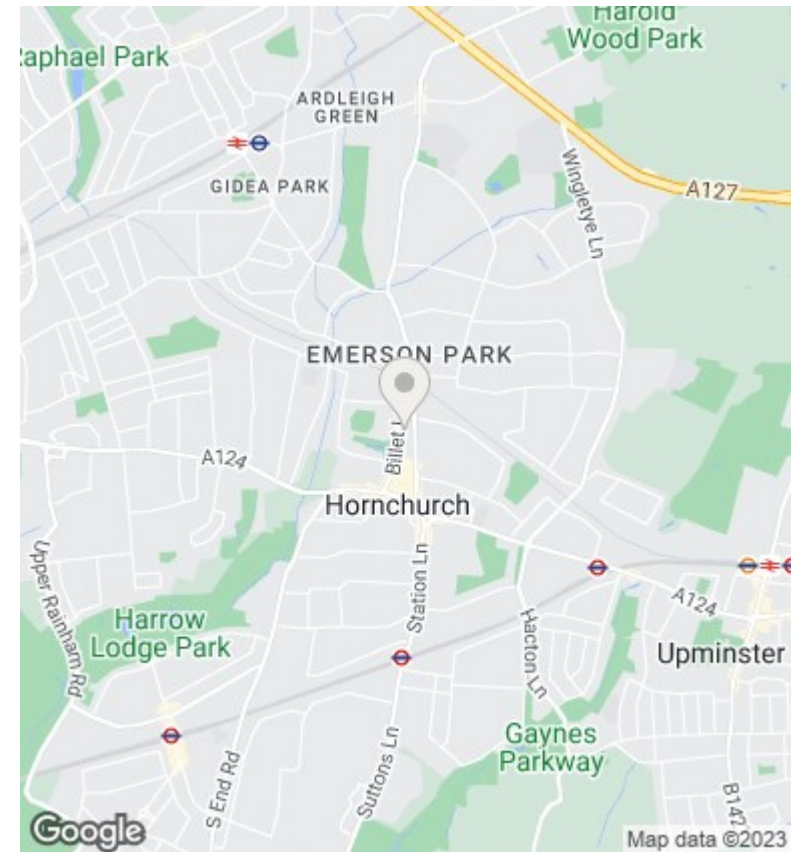 Harold
Wood Park
Raphael Park
ARDLEIGH
GREEN
GIDEA PARK
Wingletye Ln
A127
EMERSON PARK
Billet
A124
Hornchurch
Upper Rainham Rd
Station Ln
A124
Harrow
Lodge Park
Hacton Ln
Upminster
Gaynes
Parkway
Suttons Ln
S End Rd
Google
Map data ©2023